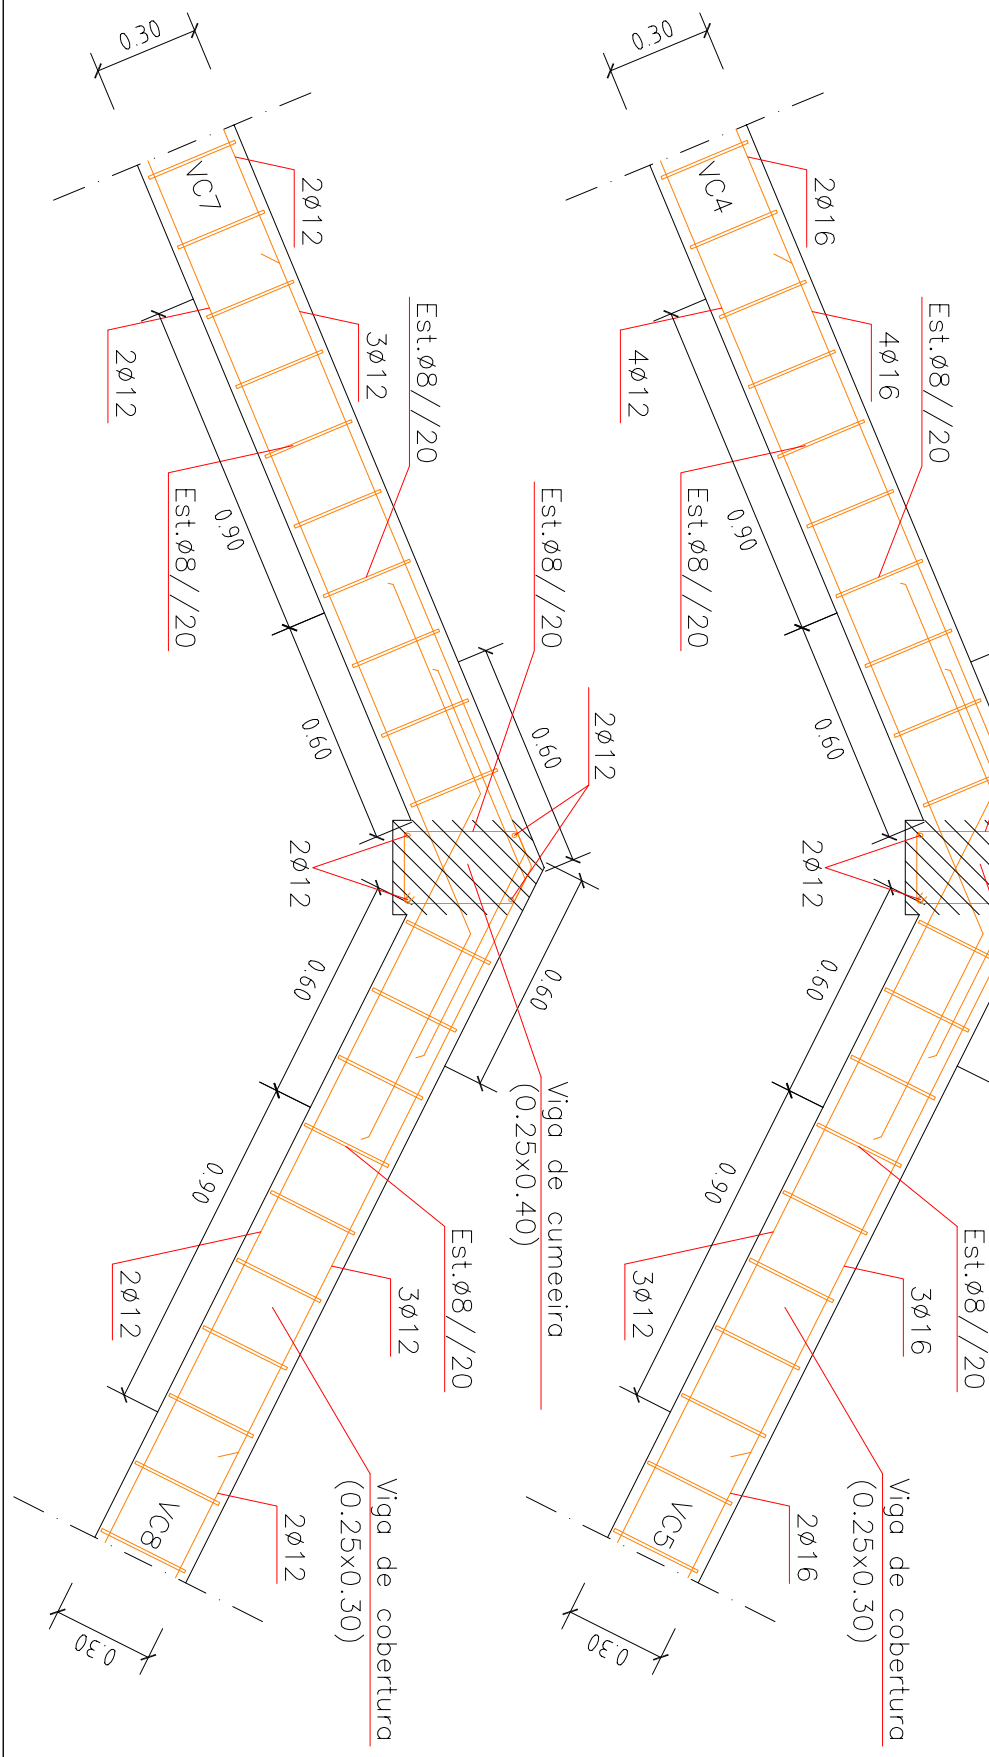 0.30
VC7
2ø12
2ø12
3ø12
Est.ø8//20
Est.ø8//20
0.90
0.60
Est.ø8//20
0.60
2ø12
2ø12
0.60
0.60
Viga de cumeeira
(0.25x0.40)
0.90
2ø12
3ø12
Est.ø8//20
Viga de cobertura
(0.25x0.30)
2ø12
VC8
0.30
0.30
VC4
2ø16
4ø12
4ø16
Est.ø8//20
Est.ø8//20
0.90
0.60
2ø12
0.60
0.90
3ø12
3ø16
Est.ø8//20
Viga de cobertura
(0.25x0.30)
2ø16
VC5
0.30